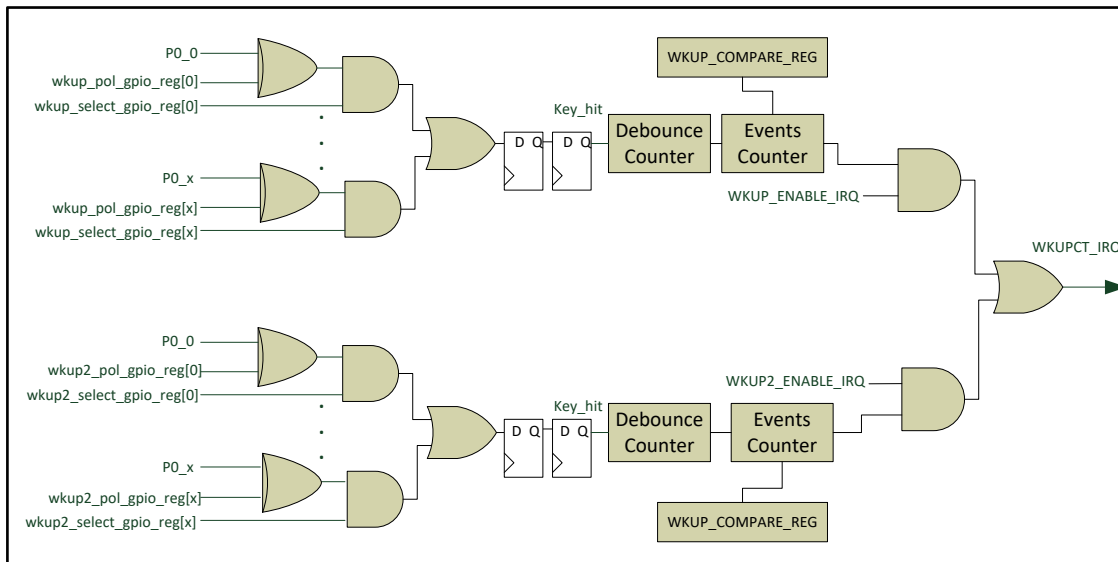 P0_0
wkup_pol_gpio_reg[0]
wkup_select_gpio_reg[0]
P0_x
wkup_pol_gpio_reg[x]
wkup_select_gpio_reg[x]
D Q
D Q
Key_hit
Debounce
Counter
WKUP_COMPARE_REG
Events
Counter
WKUP_ENABLE_IRQ
WKUPCT_IRQ
P0_0
wkup2_pol_gpio_reg[0]
wkup2_select_gpio_reg[0]
P0_x
wkup2_pol_gpio_reg[x]
wkup2_select_gpio_reg[x]
D Q
D Q
Key_hit
Debounce
Counter
WKUP2_ENABLE_IRQ
Events
Counter
WKUP_COMPARE_REG